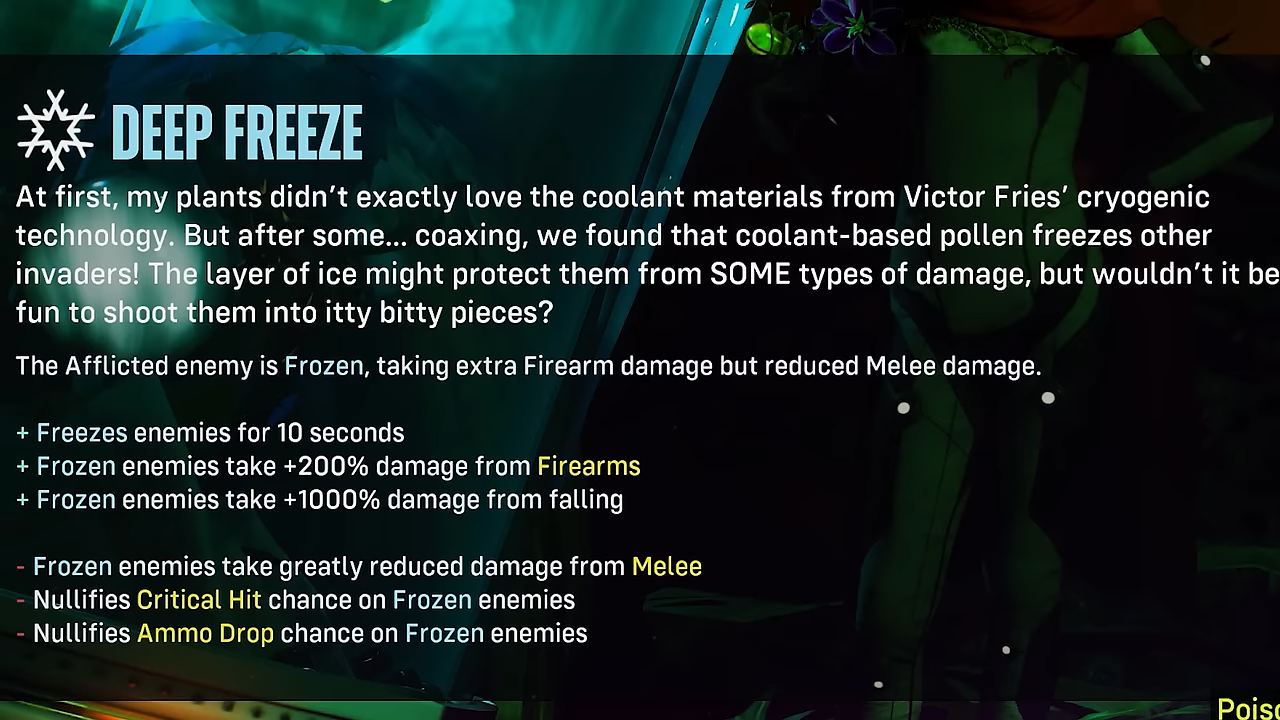 DEEP FREEZE
At first, my plants didn’t exactly love the coolant materials from Victor Fries’ cryogenic
technology. But after some... coaxing, we found that coolant-based pollen freezes other
invaders! The layer of ice might protect them from SOME types of damage, but wouldn’t it be
fun to shoot them into itty bitty pieces?
The Afflicted enemy is Frozen, taking extra Firearm damage but reduced Melee damage.
+ Freezes enemies for 10 seconds
+ Frozen enemies take +200% damage from Firearms
+ Frozen enemies take +1000% damage from falling
- Frozen enemies take greatly reduced damage from Melee
- Nullifies Critical Hit chance on Frozen enemies
- Nullifies Ammo Drop chance on Frozen enemies